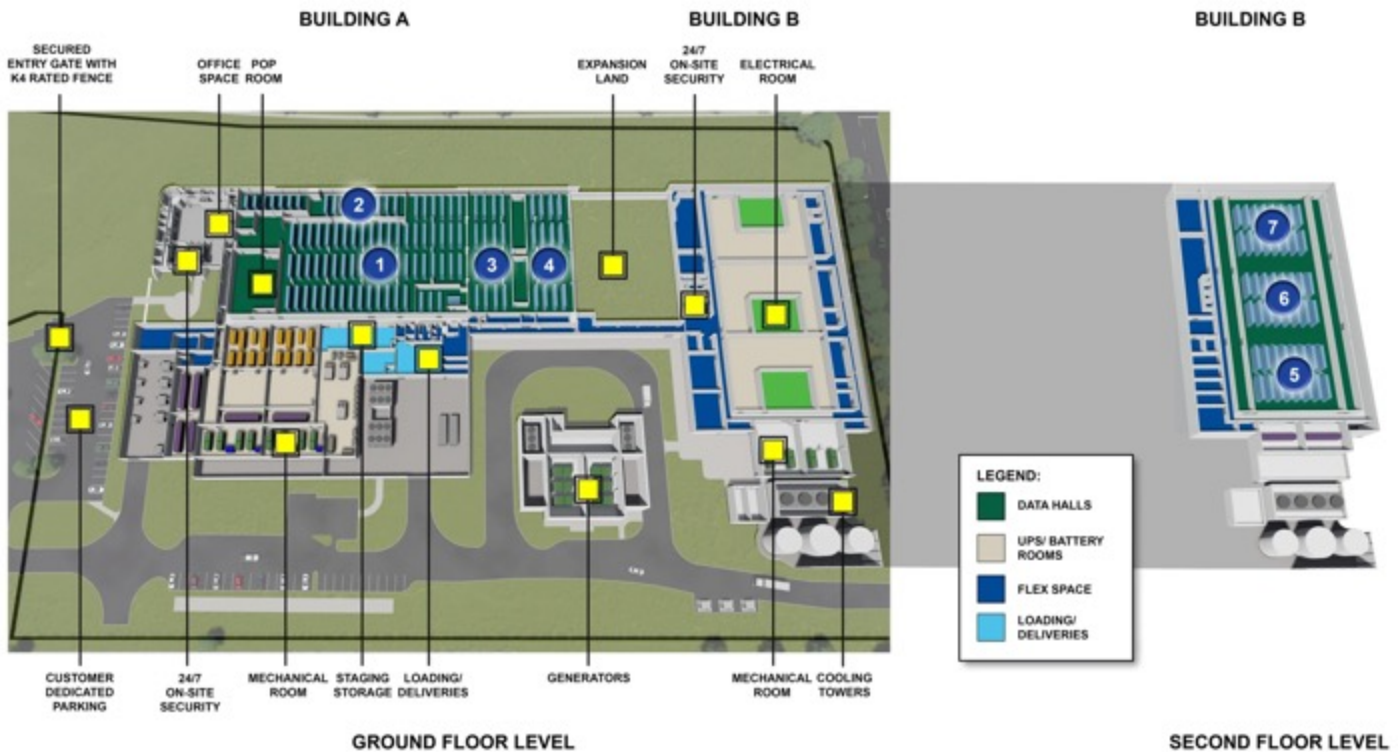 BUILDING A
BUILDING B
BUILDING B
SECURED
ENTRY GATE WITH
K4 RATED FENCE
OFFICE
SPACE
POP
ROOM
EXPANSION
LAND
24/7
ON-SITE
SECURITY
ELECTRICAL
ROOM
2
1
3
4
7
6
5
LEGEND:
DATA HALLS
UPS/ BATTERY
ROOMS
FLEX SPACE
LOADING/
DELIVERIES
CUSTOMER
DEDICATED
PARKING
24/7
ON-SITE
SECURITY
MECHANICAL
ROOM
STAGING
STORAGE
LOADING/
DELIVERIES
GENERATORS
MECHANICAL
ROOM
COOLING
TOWERS
GROUND FLOOR LEVEL
SECOND FLOOR LEVEL